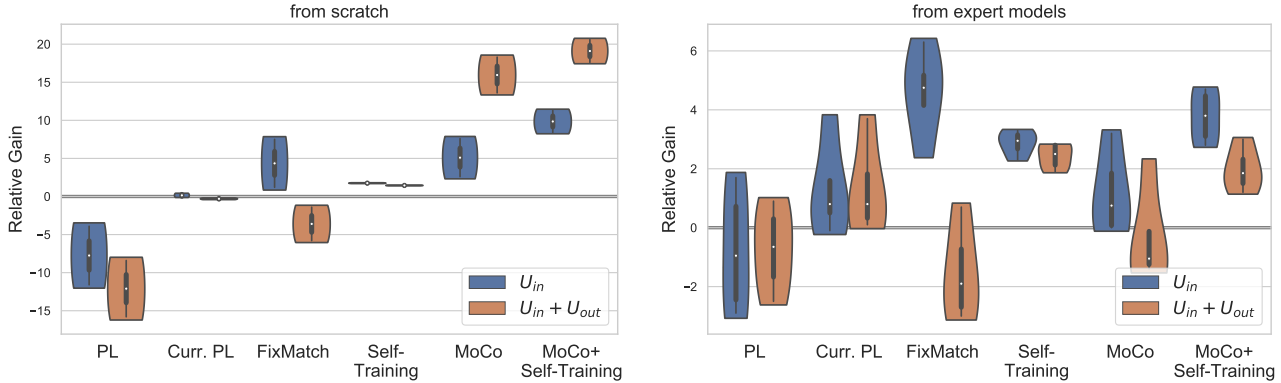 from scratch
Relative Gain
20
15
10
5
0
−5
−10
−15
U_in
U_in + U_out
PL
Curr. PL
FixMatch
Self-
Training
MoCo
MoCo+
Self-Training
from expert models
Relative Gain
6
4
2
0
−2
U_in
U_in + U_out
PL
Curr. PL
FixMatch
Self-
Training
MoCo
MoCo+
Self-Training